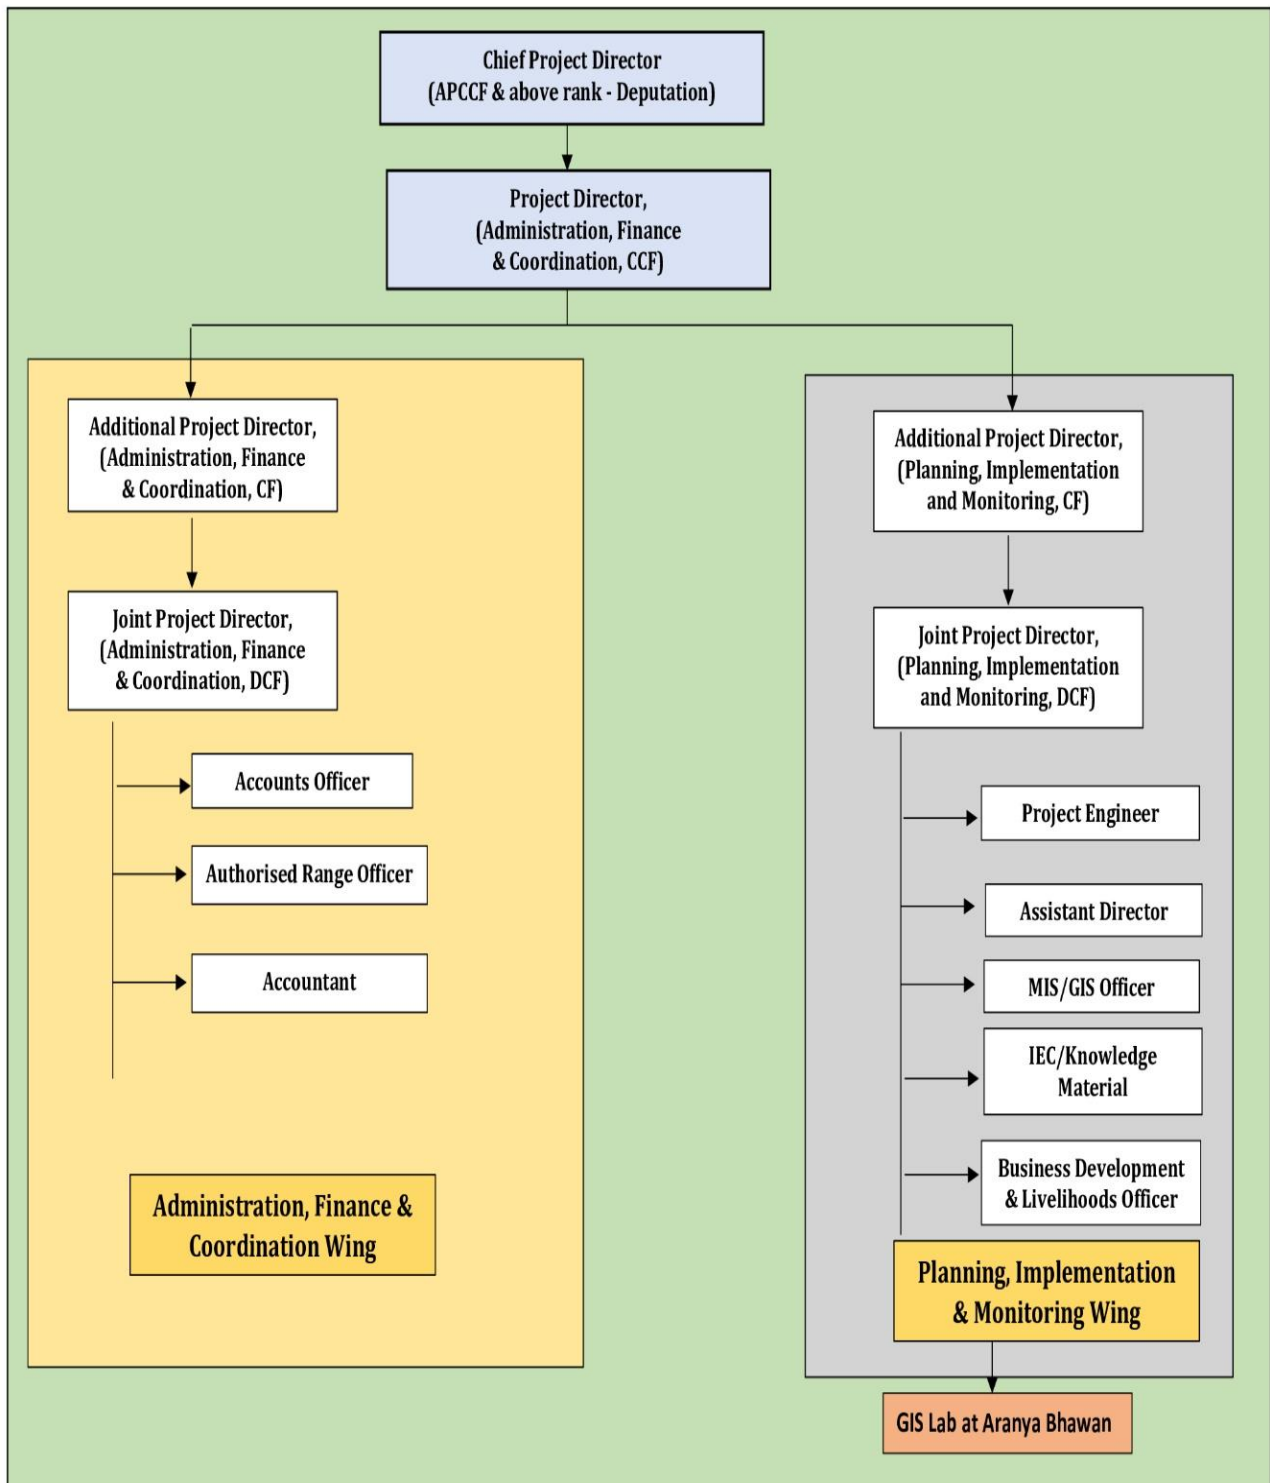 Chief Project Director
(APCCF & above rank - Deputation)
Project Director,
(Administration, Finance
& Coordination, CCF)
Additional Project Director,
(Administration, Finance
& Coordination, CF)
Joint Project Director,
(Administration, Finance
& Coordination, DCF)
Accounts Officer
Authorised Range Officer
Accountant
Administration, Finance &
Coordination Wing
Additional Project Director,
(Planning, Implementation
and Monitoring, CF)
Joint Project Director,
(Planning, Implementation
and Monitoring, DCF)
Project Engineer
Assistant Director
MIS/GIS Officer
IEC/Knowledge
Material
Business Development
& Livelihoods Officer
Planning, Implementation
& Monitoring Wing
GIS Lab at Aranya Bhawan